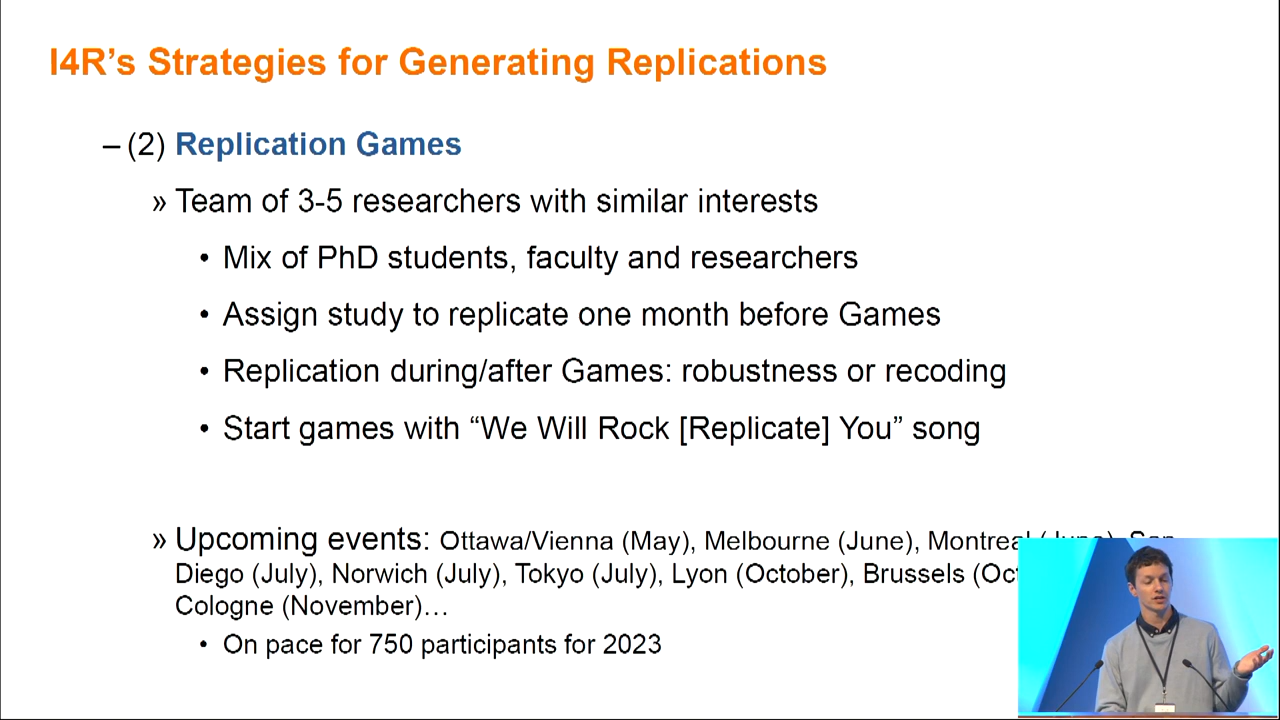 I4R’s Strategies for Generating Replications
– (2) Replication Games
» Team of 3-5 researchers with similar interests
• Mix of PhD students, faculty and researchers
• Assign study to replicate one month before Games
• Replication during/after Games: robustness or recoding
• Start games with “We Will Rock [Replicate] You” song
» Upcoming events: Ottawa/Vienna (May), Melbourne (June), Montreal
Diego (July), Norwich (July), Tokyo (July), Lyon (October), Brussels
Cologne (November)…
• On pace for 750 participants for 2023